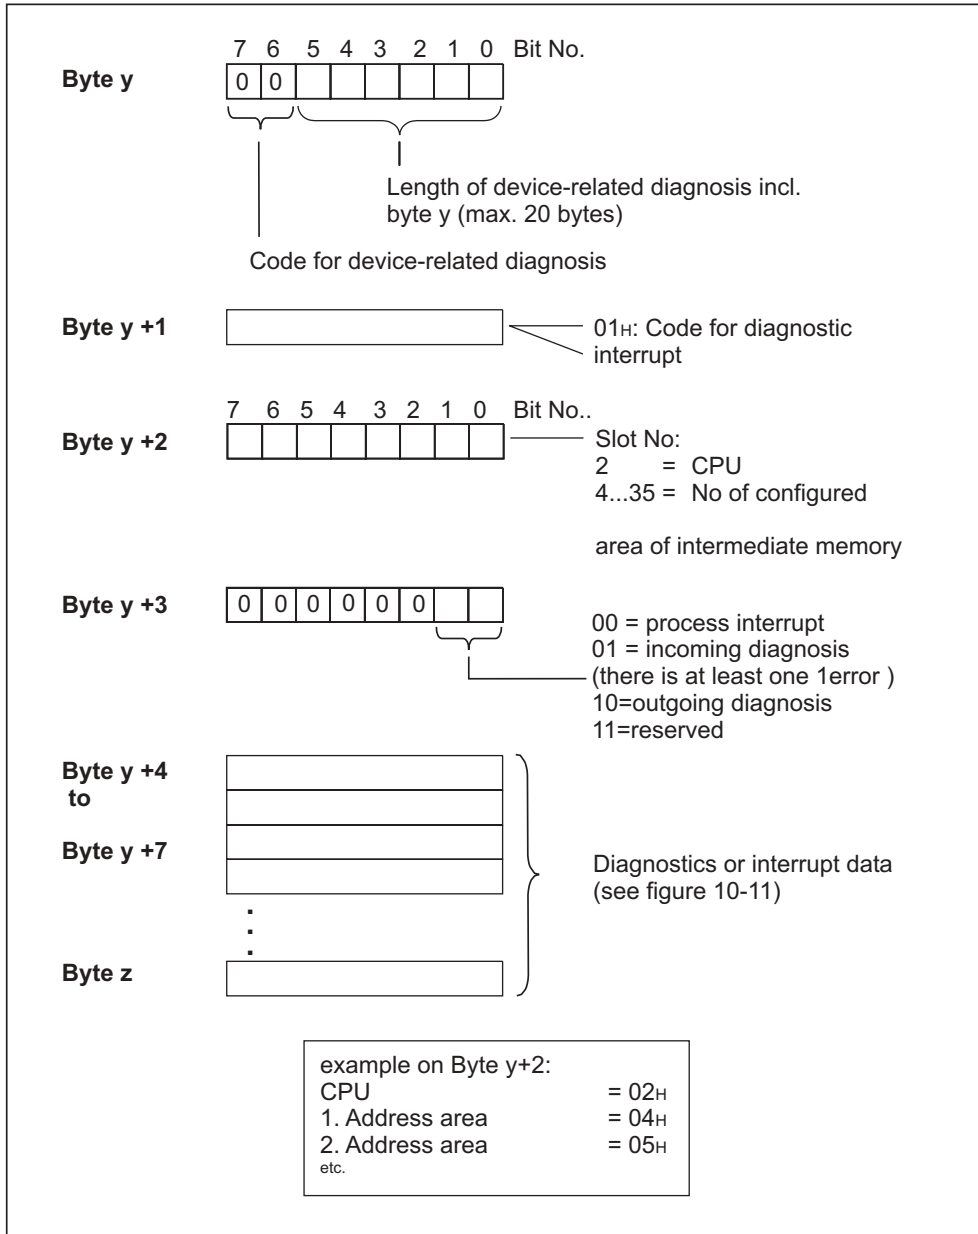 7 6 5 4 3 2 1 0 Bit No.
Byte y
0 0
Length of device-related diagnosis incl.
byte y (max. 20 bytes)
Code for device-related diagnosis
Byte y +1
01H: Code for diagnostic
interrupt
7 6 5 4 3 2 1 0 Bit No..
Byte y +2
Slot No:
2 = CPU
4...35 = No of configured
area of intermediate memory
Byte y +3
0 0 0 0 0 0
00 = process interrupt
01 = incoming diagnosis
(there is at least one 1error )
10=outgoing diagnosis
11=reserved
Byte y +4
to
Byte y +7
Diagnostics or interrupt data
(see figure 10-11)
Byte z
example on Byte y+2:
CPU = 02H
1. Address area = 04H
2. Address area = 05H
etc.